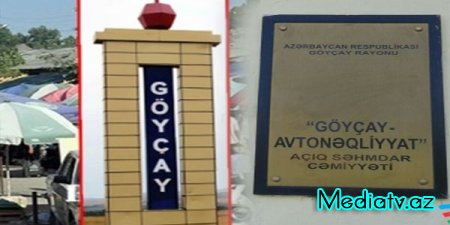 GÖYÇAY
AZƏRBAYCAN RESPUBLİKASI
GÖYÇAY RAYONU
"GÖYÇAY-
AVTONƏQLİYYAT"
AÇIQ SƏHMDAR
CƏMİYYƏTİ
Mediatv.az